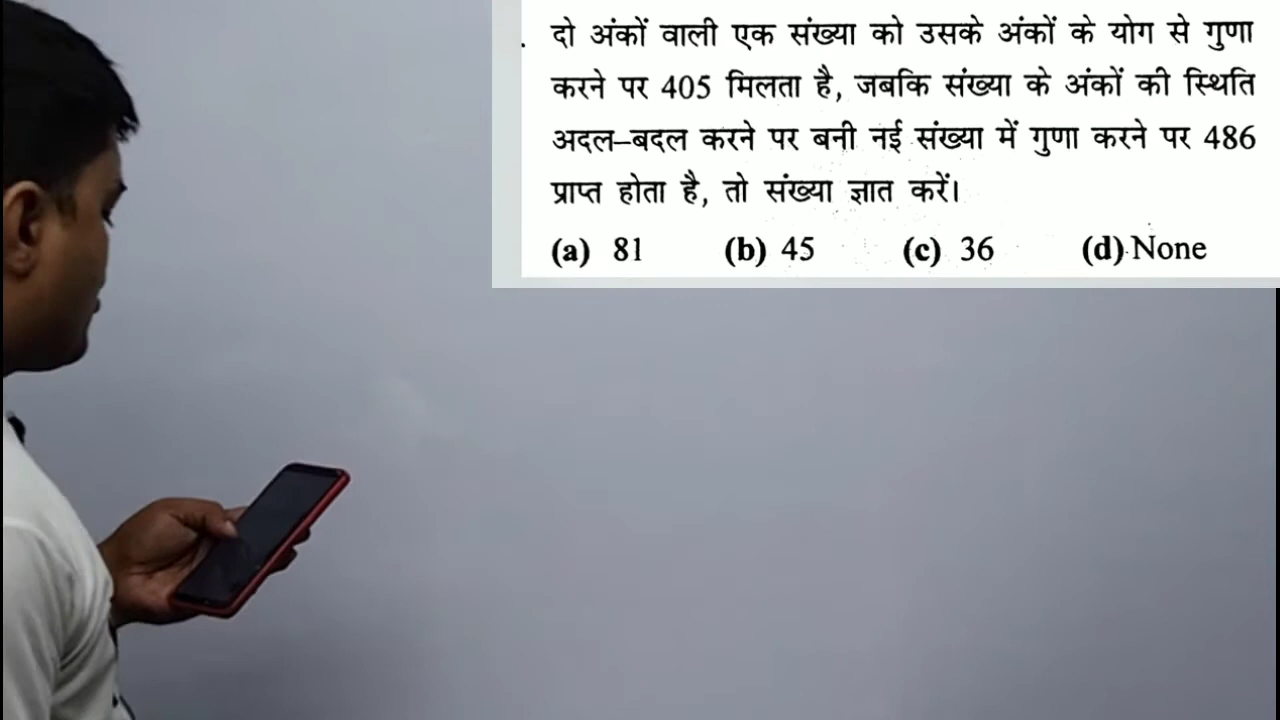 . दो अंकों वाली एक संख्या को उसके अंकों के योग से गुणा
करने पर 405 मिलता है, जबकि संख्या के अंकों की स्थिति
अदल–बदल करने पर बनी नई संख्या में गुणा करने पर 486
प्राप्त होता है, तो संख्या ज्ञात करें।
(a) 81 (b) 45 (c) 36 (d) None